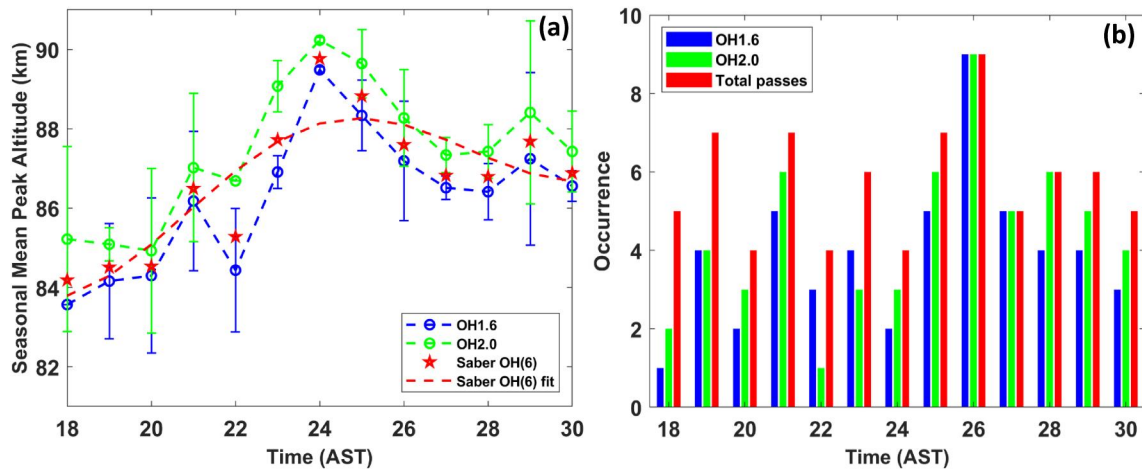 (a)
Seasonal Mean Peak Altitude (km)
90
88
86
84
82
18 20 22 24 26 28 30
Time (AST)
OH1.6
OH2.0
Saber OH(6)
Saber OH(6) fit
(b)
Occurrence
10
8
6
4
2
0
18 20 22 24 26 28 30
Time (AST)
OH1.6
OH2.0
Total passes